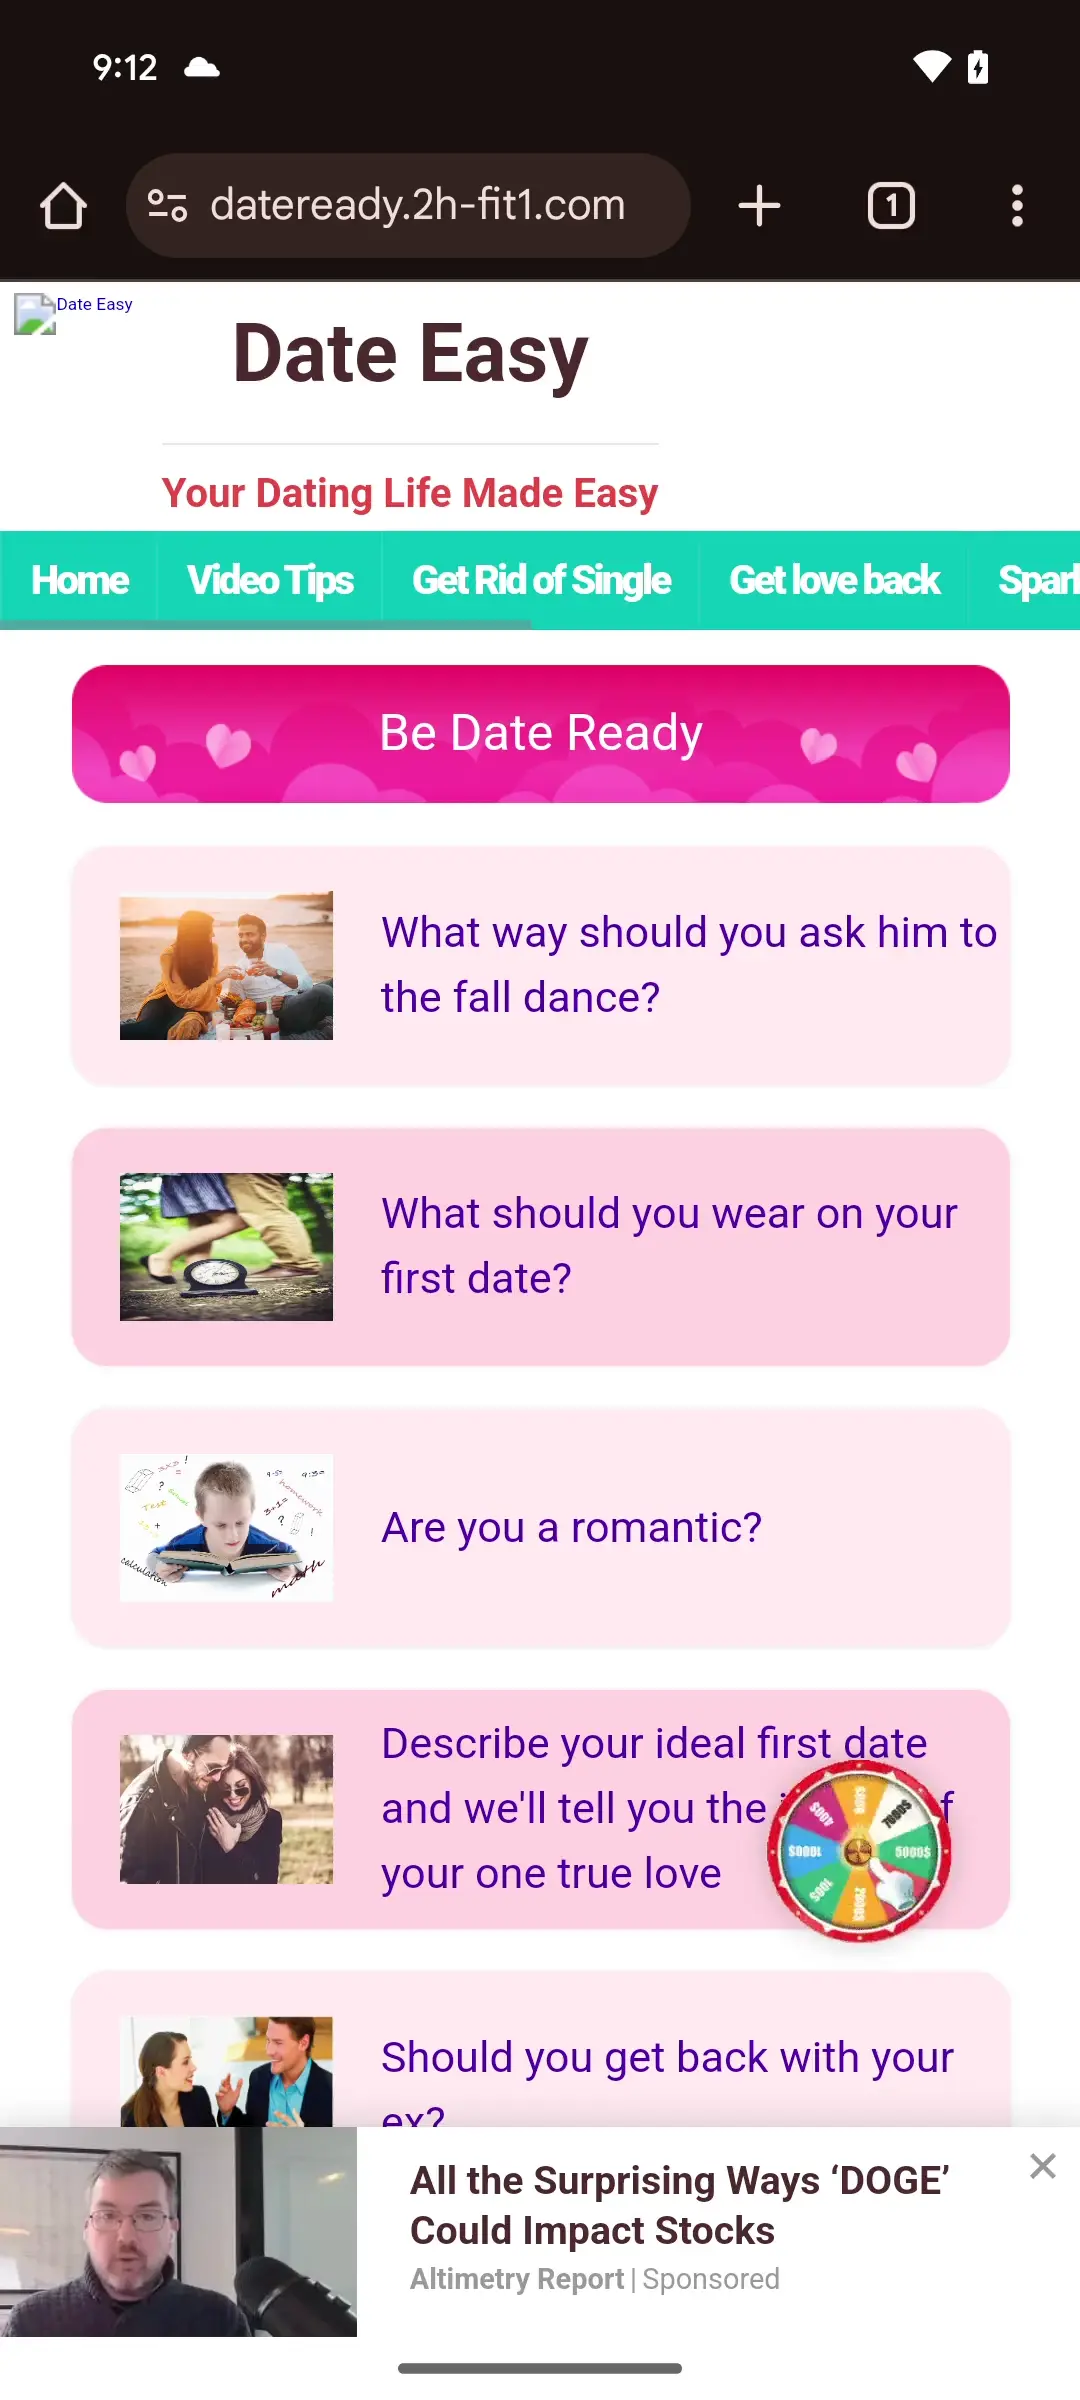 9:12
dateready.2h-fit1.com
1
Date Easy
Date Easy
Your Dating Life Made Easy
Home Video Tips Get Rid of Single Get love back Spark
Be Date Ready
What way should you ask him to
the fall dance?
What should you wear on your
first date?
Are you a romantic?
Describe your ideal first date
and we'll tell you the
your one true love
5000$
7000$
Should you get back with your
ex?
All the Surprising Ways ‘DOGE’
Could Impact Stocks
Altimetry Report | Sponsored